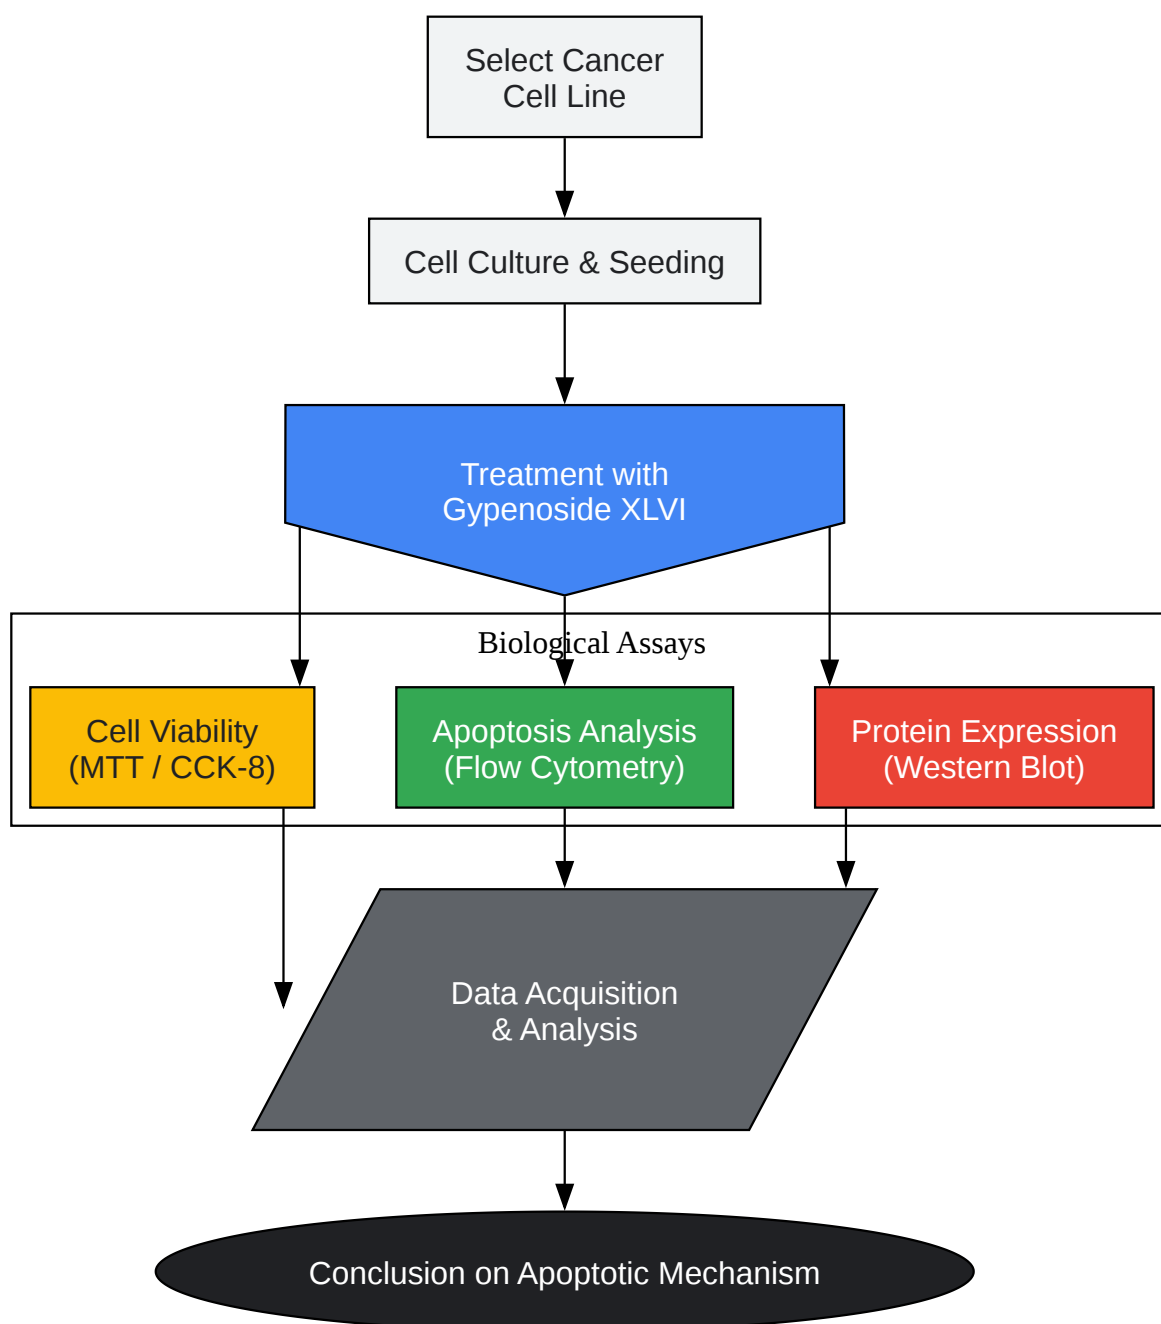 Select Cancer
Cell Line
Cell Culture & Seeding
Treatment with
Gypenoside XLVI
Biological Assays
Cell Viability
(MTT / CCK-8)
Apoptosis Analysis
(Flow Cytometry)
Protein Expression
(Western Blot)
Data Acquisition
& Analysis
Conclusion on Apoptotic Mechanism